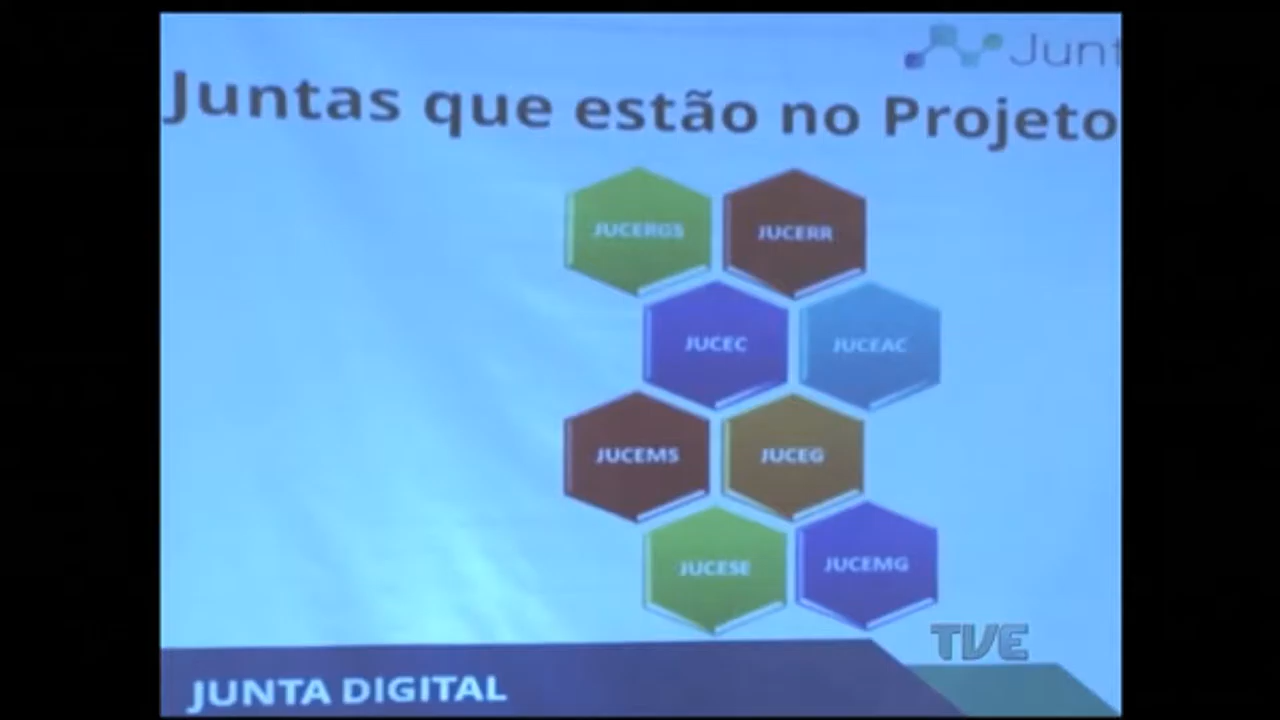 Junt
Juntas que estão no Projeto
JUCERGS
JUCERR
JUCEC
JUCEAC
JUCEMS
JUCEG
JUCESE
JUCEMG
TVE
JUNTA DIGITAL